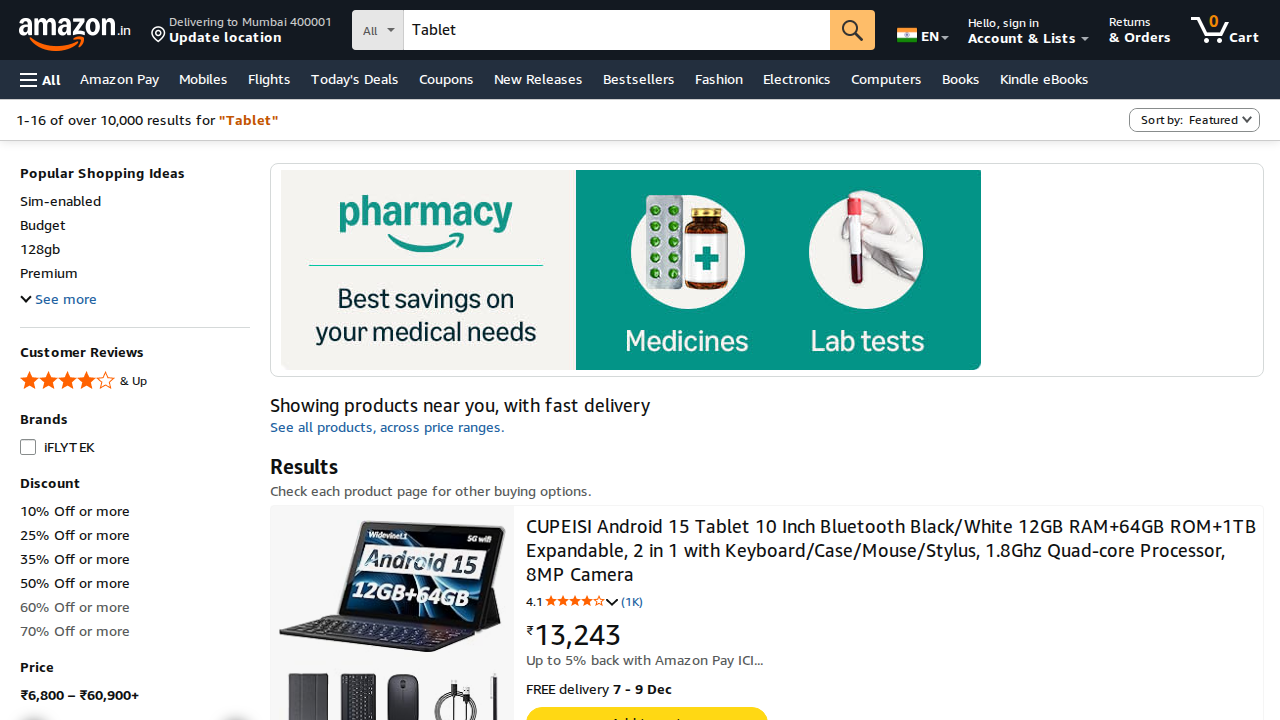 amazon.in
Delivering to Mumbai 400001
Update location
All
Tablet
EN
Hello, sign in
Account & Lists
Returns
& Orders
0
Cart
All
Amazon Pay
Mobiles
Flights
Today's Deals
Coupons
New Releases
Bestsellers
Fashion
Electronics
Computers
Books
Kindle eBooks
1-16 of over 10,000 results for "Tablet"
Sort by: Featured
Popular Shopping Ideas
Sim-enabled
Budget
128gb
Premium
See more
Customer Reviews
& Up
Brands
iFLYTEK
Discount
10% Off or more
25% Off or more
35% Off or more
50% Off or more
60% Off or more
70% Off or more
Price
₹6,800 – ₹60,900+
pharmacy
Best savings on
your medical needs
Medicines
Lab tests
Showing products near you, with fast delivery
See all products, across price ranges.
Results
Check each product page for other buying options.
WidevineL1
5G wifi
Android 15
12GB+64GB
CUPEISI Android 15 Tablet 10 Inch Bluetooth Black/White 12GB RAM+64GB ROM+1TB
Expandable, 2 in 1 with Keyboard/Case/Mouse/Stylus, 1.8Ghz Quad-core Processor,
8MP Camera
4.1 (1K)
₹13,243
Up to 5% back with Amazon Pay ICI...
FREE delivery 7 - 9 Dec